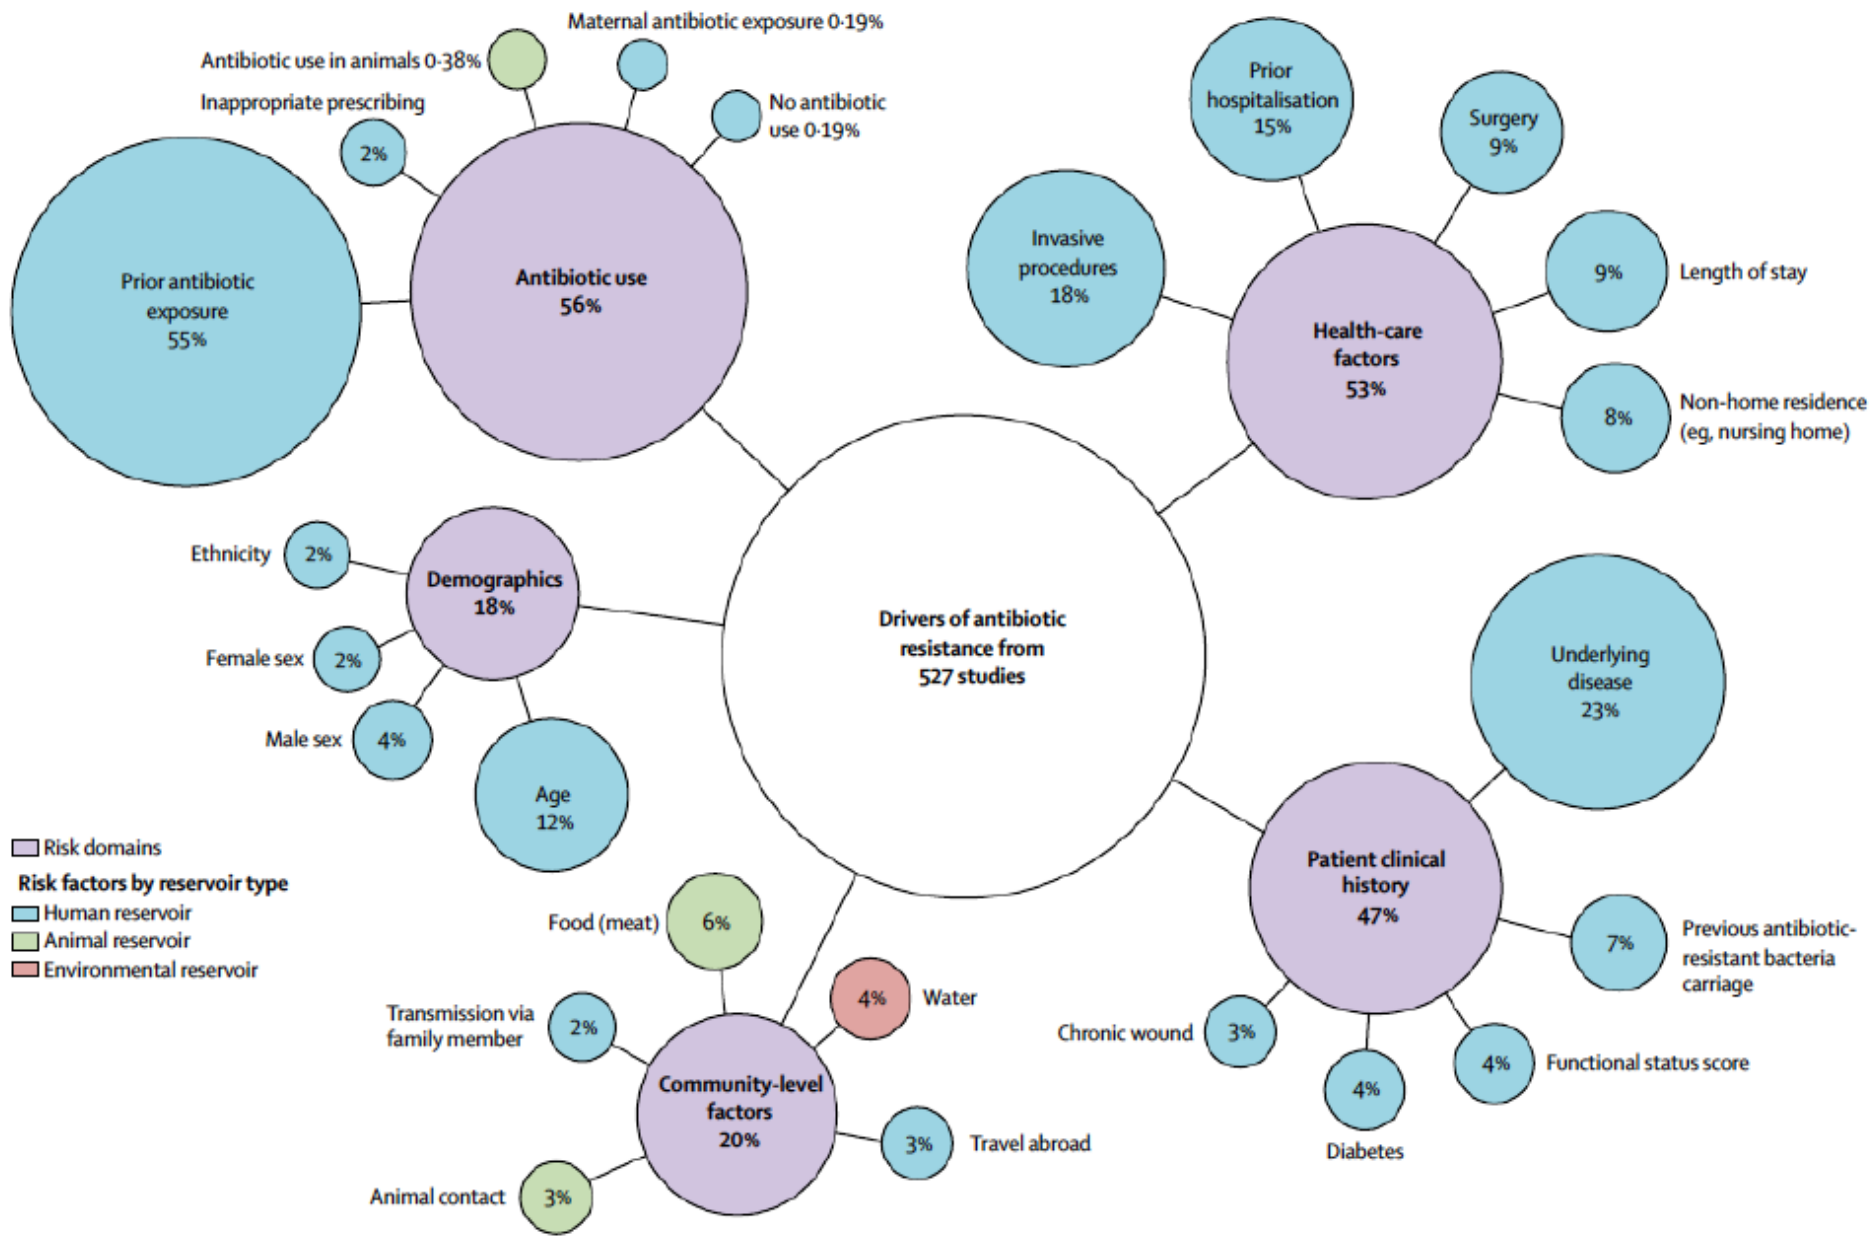 Maternal antibiotic exposure 0·19%
Antibiotic use in animals 0·38%
Inappropriate prescribing
2%
No antibiotic
use 0·19%
Prior antibiotic
exposure
55%
Antibiotic use
56%
Prior
hospitalisation
15%
Surgery
9%
Invasive
procedures
18%
9%
Length of stay
Health-care
factors
53%
8%
Non-home residence
(eg, nursing home)
Ethnicity
2%
Demographics
18%
Female sex
2%
Male sex
4%
Age
12%
Drivers of antibiotic
resistance from
527 studies
Underlying
disease
23%
Patient clinical
history
47%
7%
Previous antibiotic-
resistant bacteria
carriage
Chronic wound
3%
4%
Diabetes
4%
Functional status score
Risk domains
Risk factors by reservoir type
Human reservoir
Animal reservoir
Environmental reservoir
Food (meat)
6%
4%
Water
Transmission via
family member
2%
Community-level
factors
20%
3%
Travel abroad
Animal contact
3%